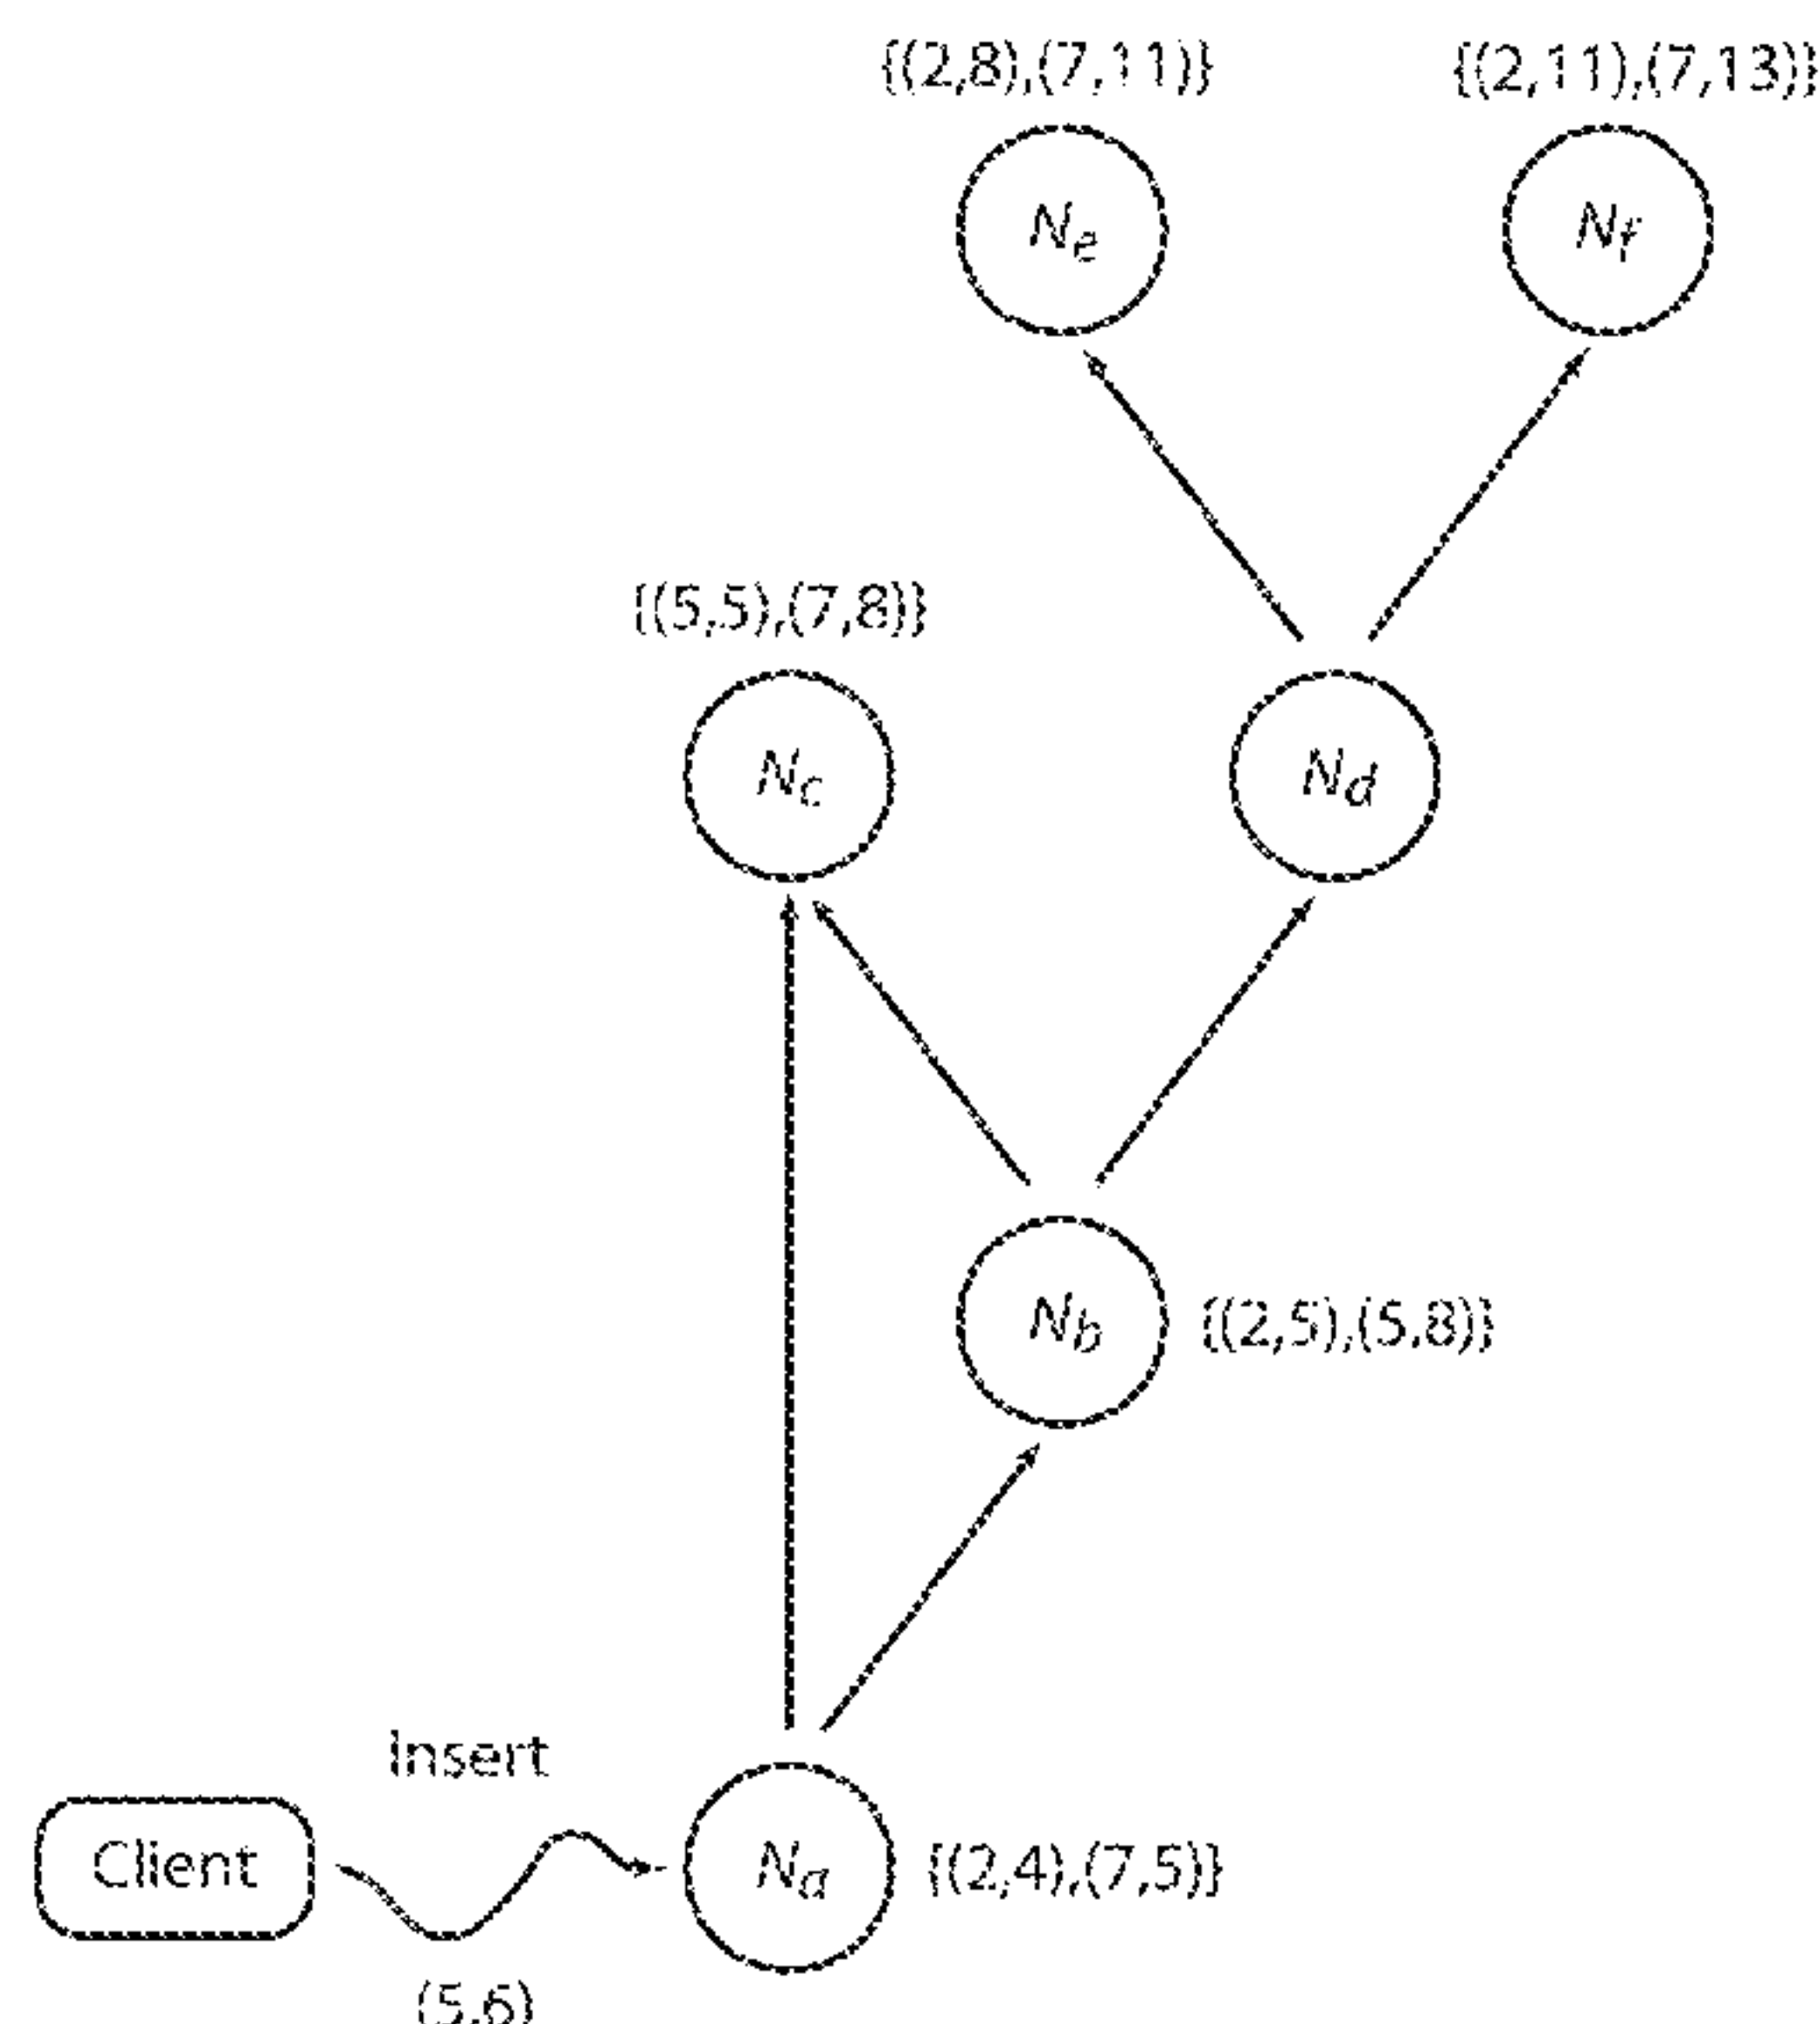 {(2,8),(7,11)} {(2,11),(7,13)}
Ne Nf
{(5,5),(7,8)}
Nc Nd
Nb {(2,5),(5,8)}
Insert
Client Na {(2,4),(7,5)}
(5,6)